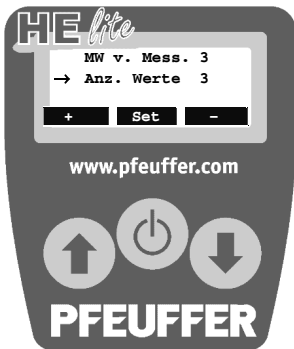 HE lite
MW v. Mess. 3
→ Anz. Werte 3
+ Set -
www.pfeuffer.com
PFEUFFER